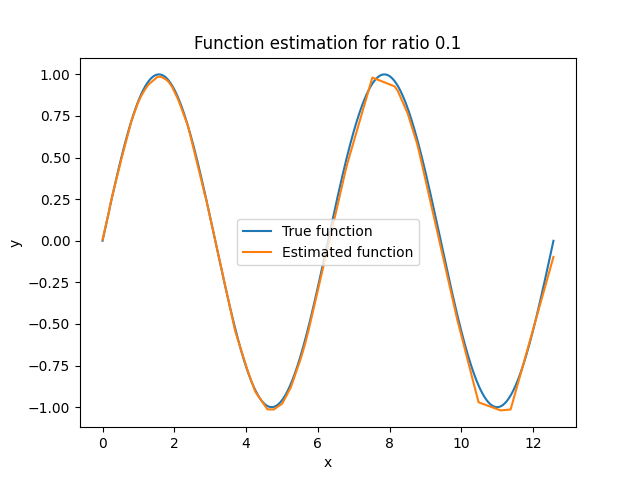 Function estimation for ratio 0.1
1.00
0.75
0.50
0.25
0.00
−0.25
−0.50
−0.75
−1.00
y
True function
Estimated function
0 2 4 6 8 10 12
x